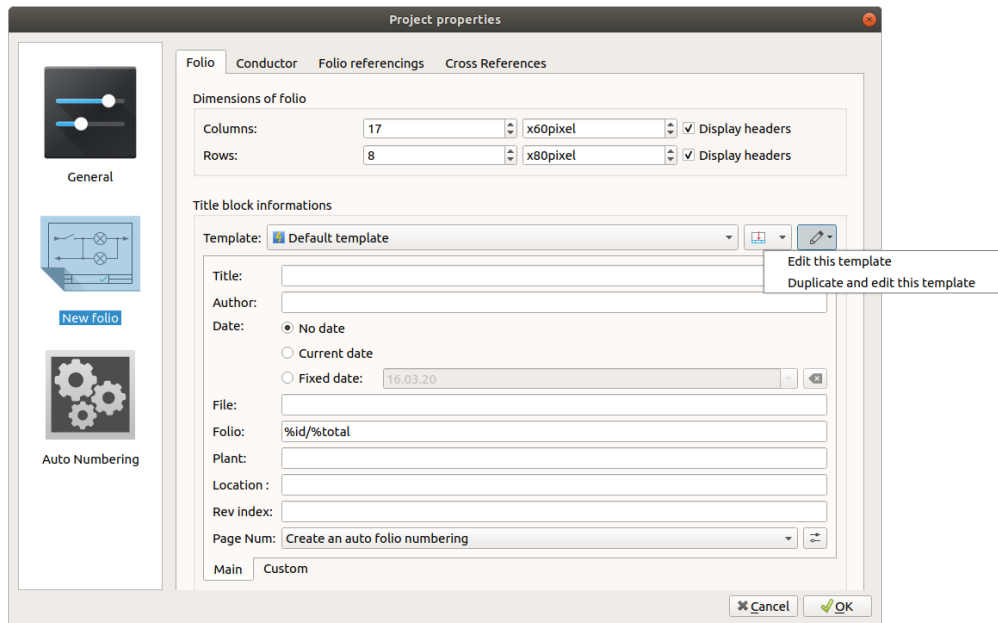 Project properties
Folio Conductor Folio referencings Cross References
General
New folio
Auto Numbering
Dimensions of folio
Columns: 17 x60pixel Display headers
Rows: 8 x80pixel Display headers
Title block informations
Template: Default template
Edit this template
Duplicate and edit this template
Title:
Author:
Date: No date
Current date
Fixed date: 16.03.20
File:
Folio: %id/%total
Plant:
Location :
Rev index:
Page Num: Create an auto folio numbering
Main Custom
Cancel OK